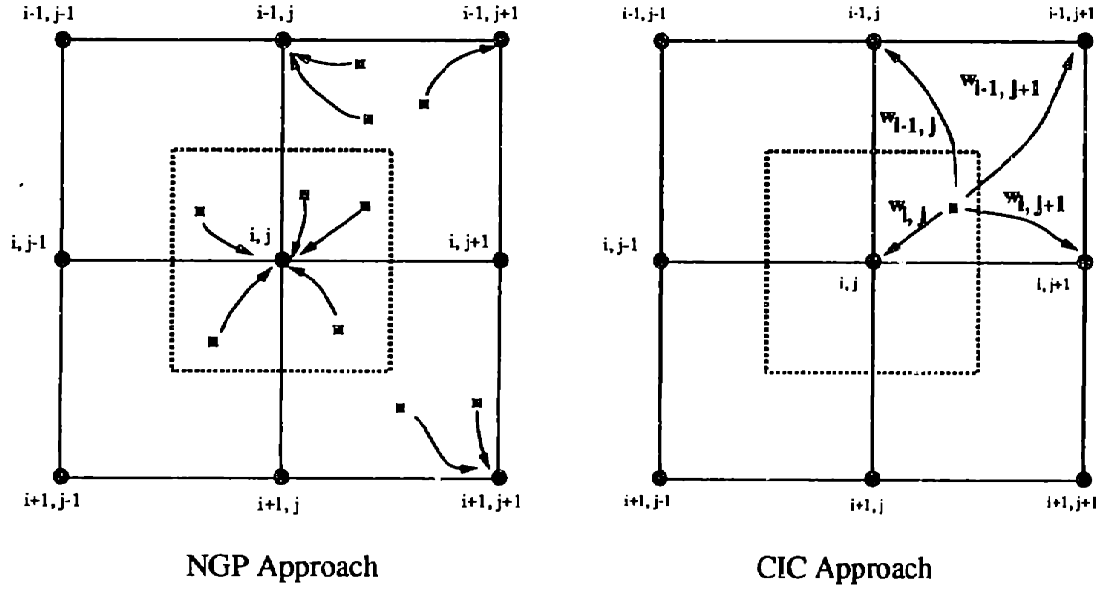 i-1, j-1
i-1, j
i-1, j+1
i, j-1
i, j
i, j+1
i+1, j-1
i+1, j
i+1, j+1
NGP Approach
i-1, j-1
i-1, j
i-1, j+1
w i-1, j
w i-1, j+1
w i, j
w i, j+1
i, j-1
i, j
i, j+1
i+1, j-1
i+1, j
i+1, j+1
CIC Approach